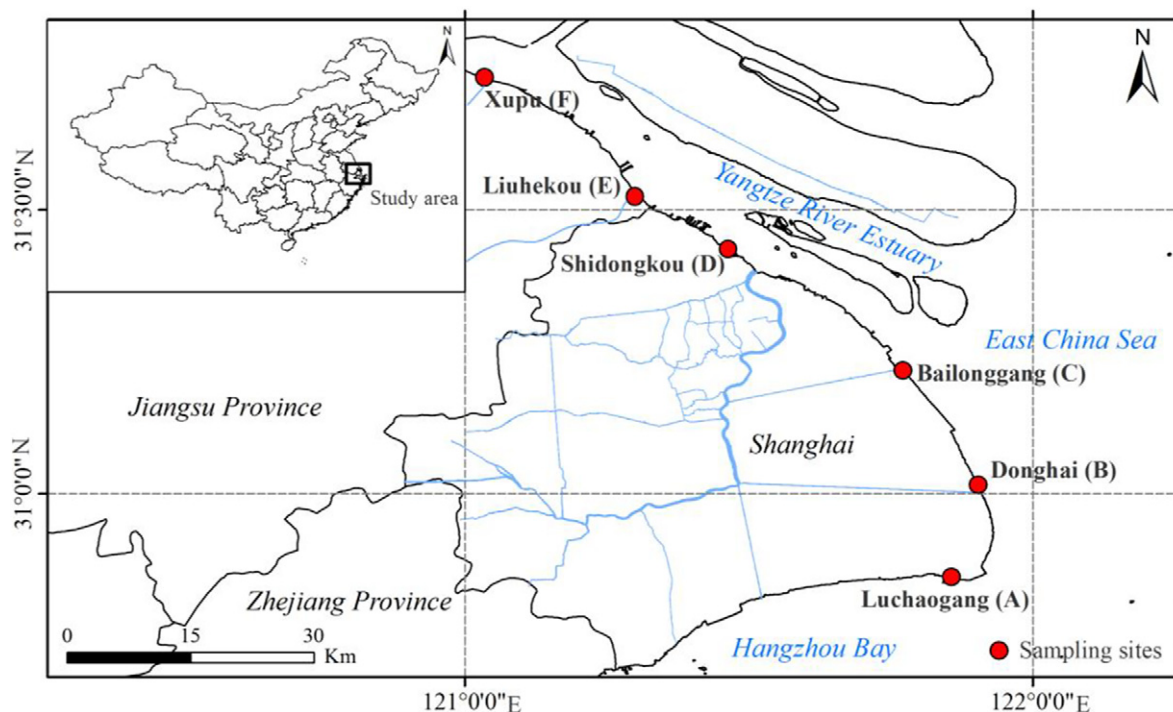 N
Study area
N
Xupu (F)
31°30'0"N
Liuhekou (E)
Yangtze River Estuary
Shidongkou (D)
East China Sea
Bailonggang (C)
Jiangsu Province
Shanghai
Donghai (B)
31°0'0"N
Luchaogang (A)
Zhejiang Province
0 15 30
Km
Hangzhou Bay
Sampling sites
121°0'0"E
122°0'0"E